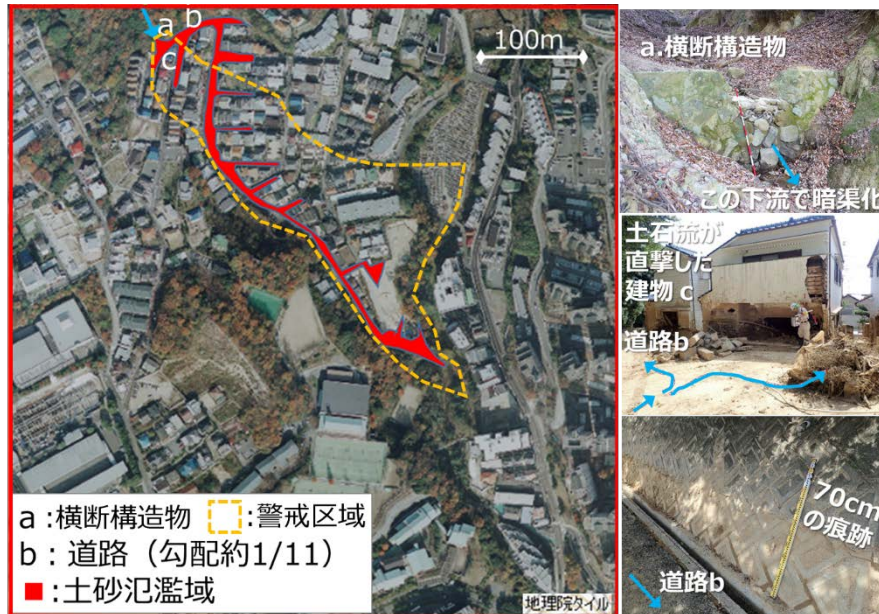 b
a
c
100m
a:横断構造物 :警戒区域
b:道路（勾配約1/11）
:土砂氾濫域
地理院タイル
a.横断構造物
この下流で暗渠化
土石流が
直撃した
建物c
道路b
70cm
の痕跡
道路b